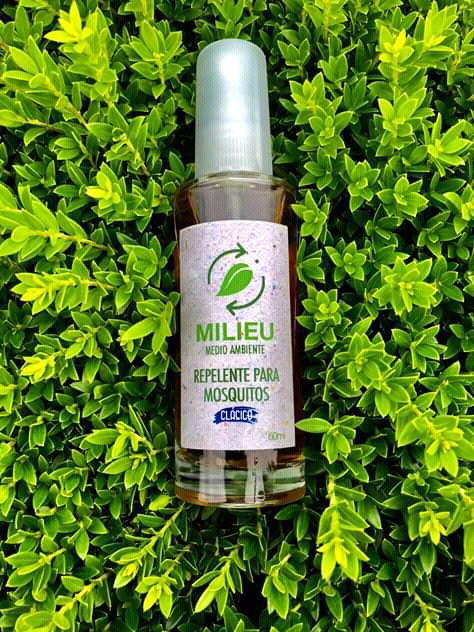 MILIEU
MEDIO AMBIENTE
REPELENTE PARA
MOSQUITOS
CLÁCICO
60ml